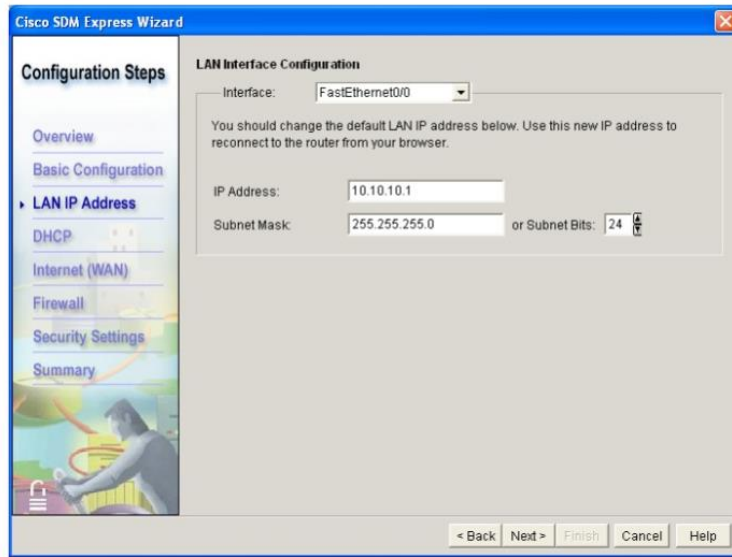 Cisco SDM Express Wizard
Configuration Steps
Overview
Basic Configuration
LAN IP Address
DHCP
Internet (WAN)
Firewall
Security Settings
Summary
LAN Interface Configuration
Interface: FastEthernet0/0
You should change the default LAN IP address below. Use this new IP address to
reconnect to the router from your browser.
IP Address: 10.10.10.1
Subnet Mask: 255.255.255.0 or Subnet Bits: 24
< Back Next > Finish Cancel Help